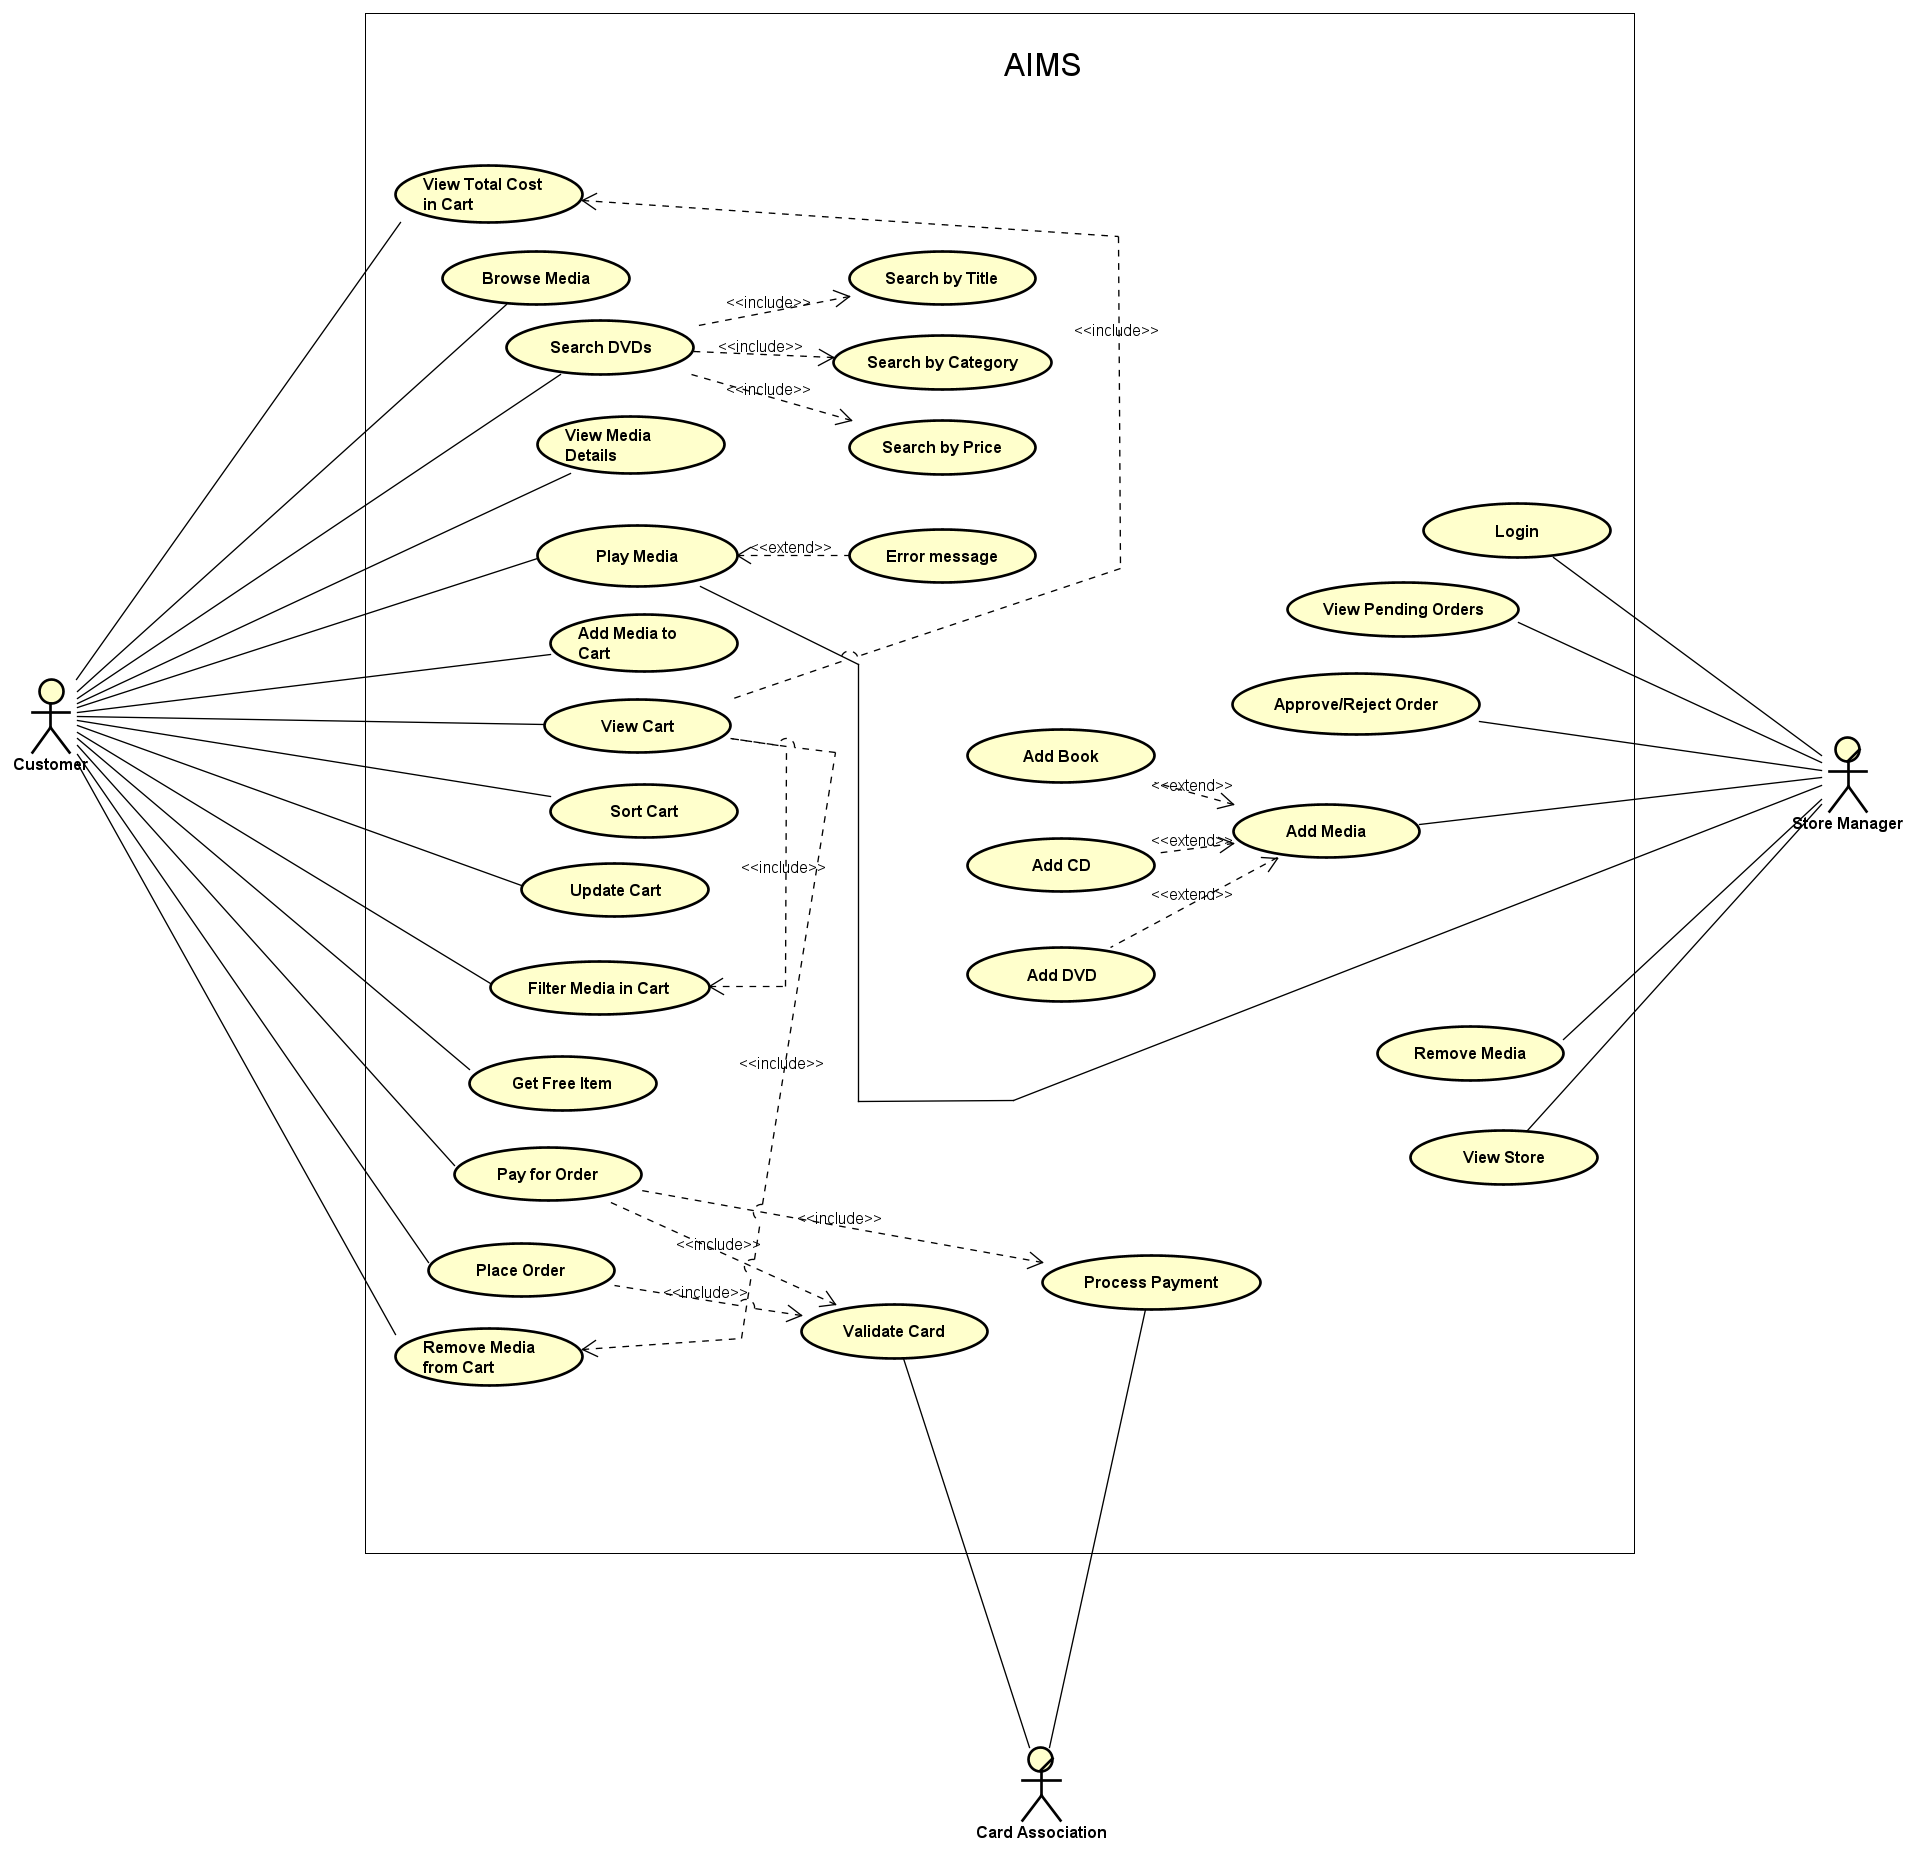 AIMS
View Total Cost
in Cart
Browse Media
Search by Title
<<include>>
<<include>>
Search DVDs
<<include>>
Search by Category
<<include>>
View Media
Details
Search by Price
Login
Play Media
<<extend>>
Error message
View Pending Orders
Add Media to
Cart
Approve/Reject Order
View Cart
Add Book
Customer
<<extend>>
Sort Cart
Add Media
Store Manager
<<extend>>
<<include>>
Add CD
Update Cart
<<extend>>
Filter Media in Cart
Add DVD
Remove Media
<<include>>
Get Free Item
View Store
Pay for Order
<<include>>
<<include>>
Place Order
<<include>>
Process Payment
Validate Card
Remove Media
from Cart
Card Association